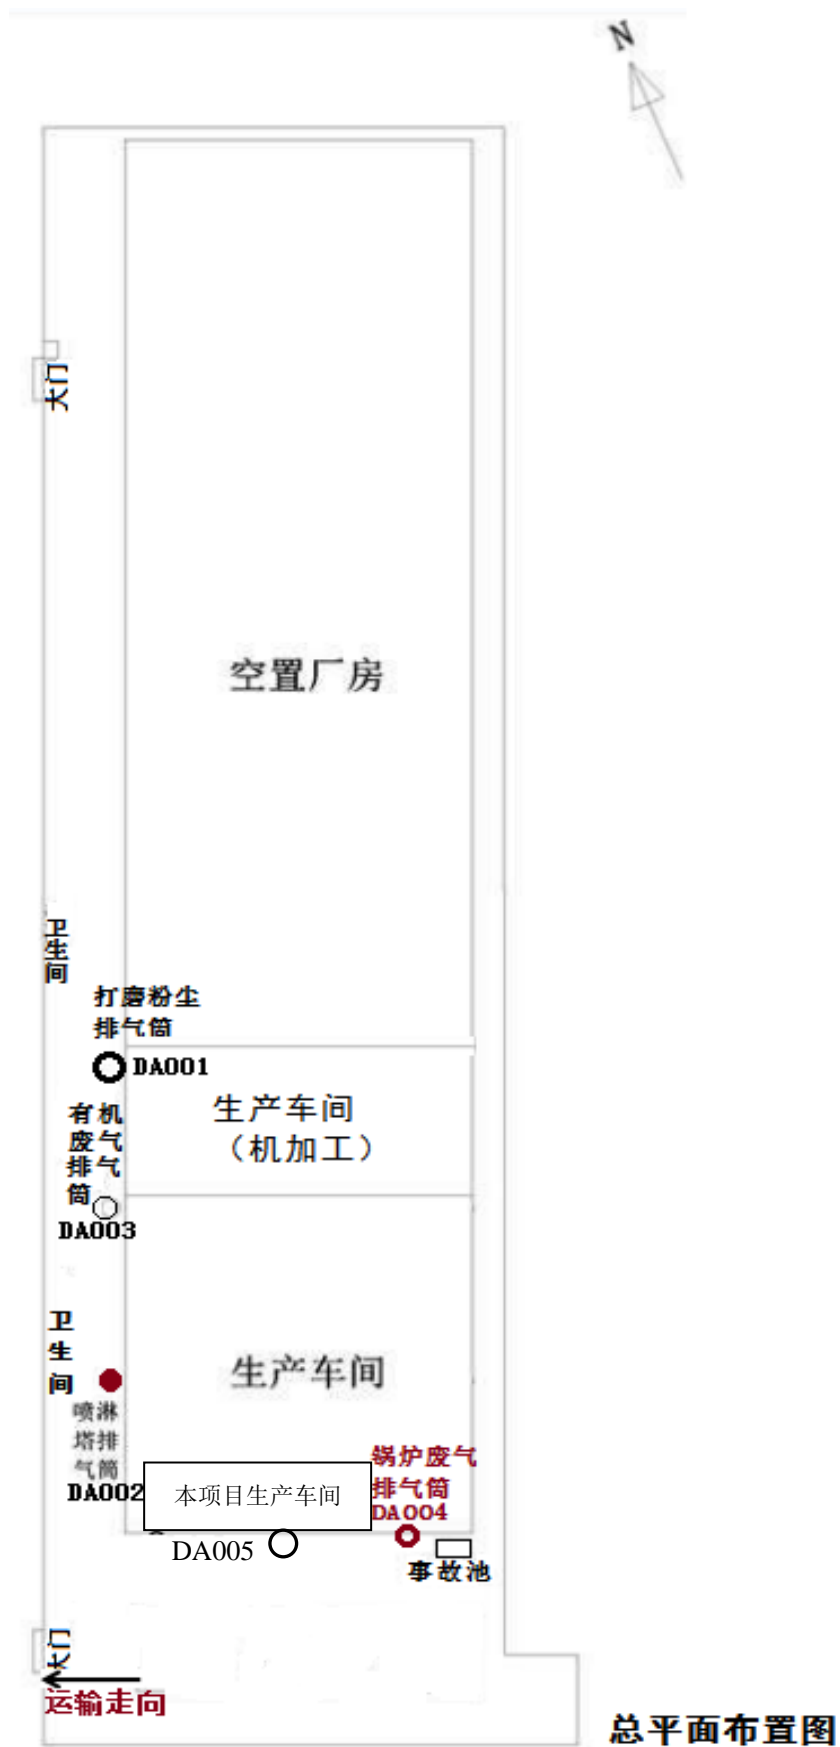 N
大门
空置厂房
卫生间
打磨粉尘
排气筒
DA001
生产车间
（机加工）
有机
废气
排气
筒
DA003
卫生间
生产车间
喷淋
塔排
气筒
DA002
本项目生产车间
锅炉废气
排气筒
DA004
DA005
事故池
大门
运输走向
总平面布置图